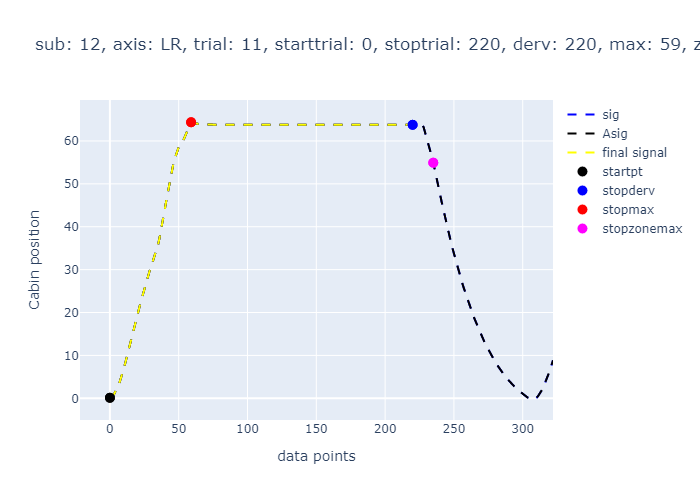 sub: 12, axis: LR, trial: 11, starttrial: 0, stoptrial: 220, derv: 220, max: 59, z
sig
Asig
final signal
startpt
stopderv
stopmax
stopzonemax
Cabin position
60
50
40
30
20
10
0
0 50 100 150 200 250 300
data points